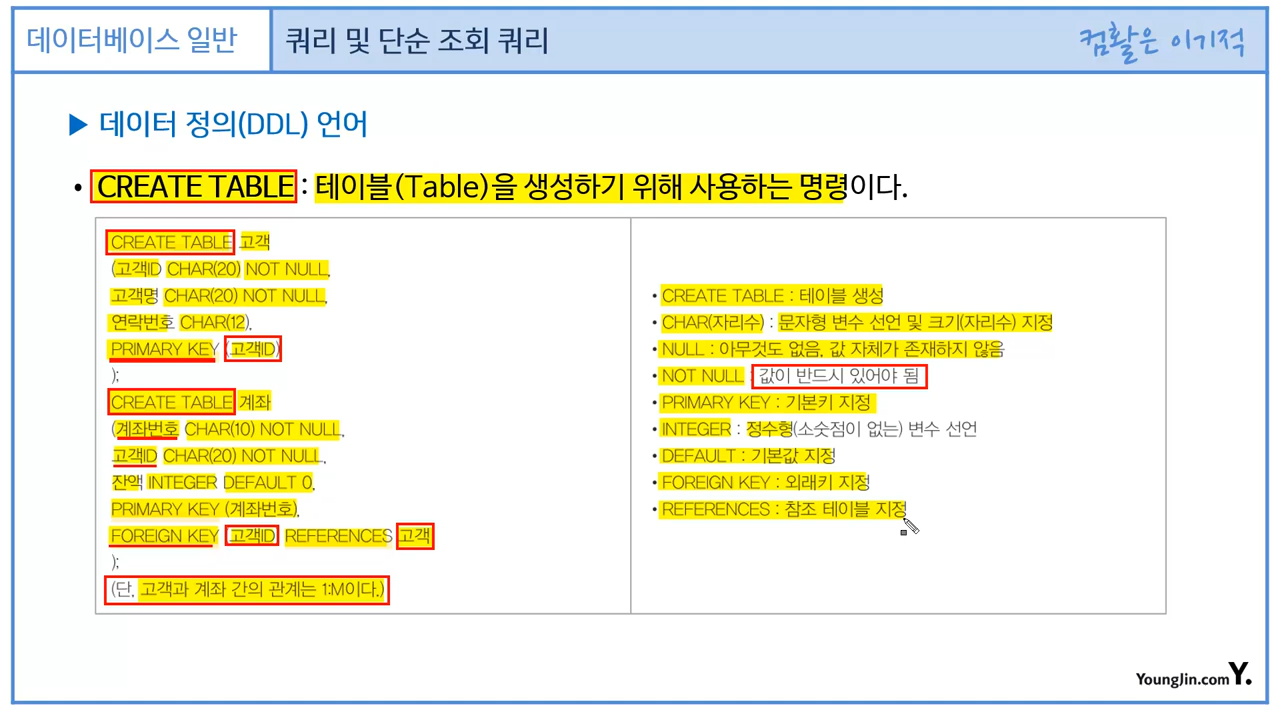 데이터베이스 일반
쿼리 및 단순 조회 쿼리
컴활은 이기적
▶ 데이터 정의(DDL) 언어
• CREATE TABLE : 테이블(Table)을 생성하기 위해 사용하는 명령이다.
CREATE TABLE 고객
(고객ID CHAR(20) NOT NULL,
고객명 CHAR(20) NOT NULL,
연락번호 CHAR(12),
PRIMARY KEY (고객ID)
);
CREATE TABLE 계좌
(계좌번호 CHAR(10) NOT NULL,
고객ID CHAR(20) NOT NULL,
잔액 INTEGER DEFAULT 0,
PRIMARY KEY (계좌번호),
FOREIGN KEY (고객ID) REFERENCES 고객
);
(단, 고객과 계좌 간의 관계는 1:M이다.)
• CREATE TABLE : 테이블 생성
• CHAR(자리수) : 문자형 변수 선언 및 크기(자리수) 지정
• NULL : 아무것도 없음, 값 자체가 존재하지 않음
• NOT NULL : 값이 반드시 있어야 됨
• PRIMARY KEY : 기본키 지정
• INTEGER : 정수형(소숫점이 없는) 변수 선언
• DEFAULT : 기본값 지정
• FOREIGN KEY : 외래키 지정
• REFERENCES : 참조 테이블 지정
YoungJin.com Y.